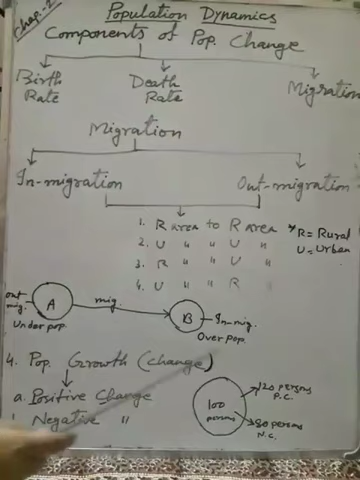 Chap.-2
Population Dynamics
Components of Pop. Change
Birth Rate
Death Rate
Migration
Migration
In-migration
Out-migration
1. R area to R area
2. U " " U "
3. R " " U "
4. U " " R "
* R = Rural
U = Urban
out mig.
A
mig.
B
In-mig.
Under pop.
Over pop.
4. Pop. Growth (change)
a. Positive Change
Negative "
100 persons
120 persons P.C.
80 persons N.C.